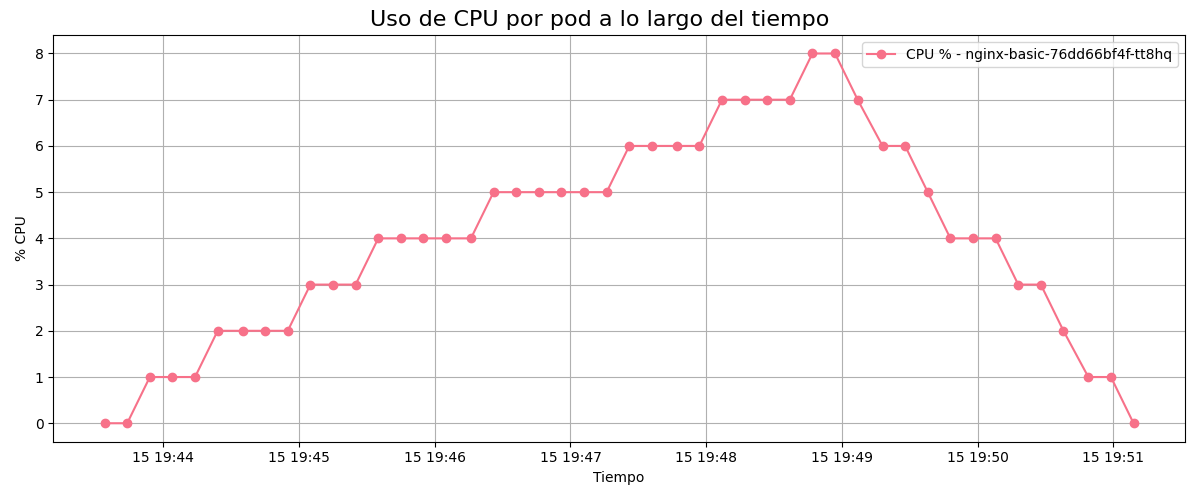 Uso de CPU por pod a lo largo del tiempo
CPU % - nginx-basic-76dd66bf4f-tt8hq
% CPU
8
7
6
5
4
3
2
1
0
15 19:44 15 19:45 15 19:46 15 19:47 15 19:48 15 19:49 15 19:50 15 19:51
Tiempo